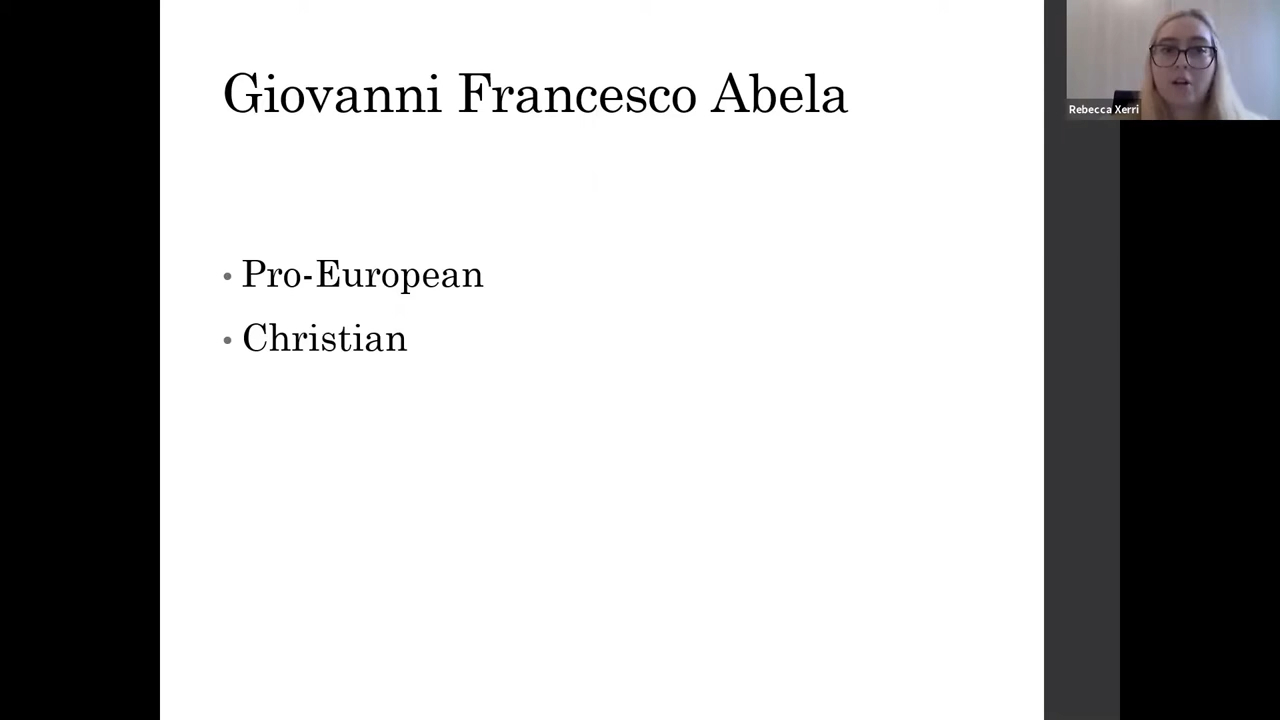 Giovanni Francesco Abela
• Pro-European
• Christian
Rebecca Xerri